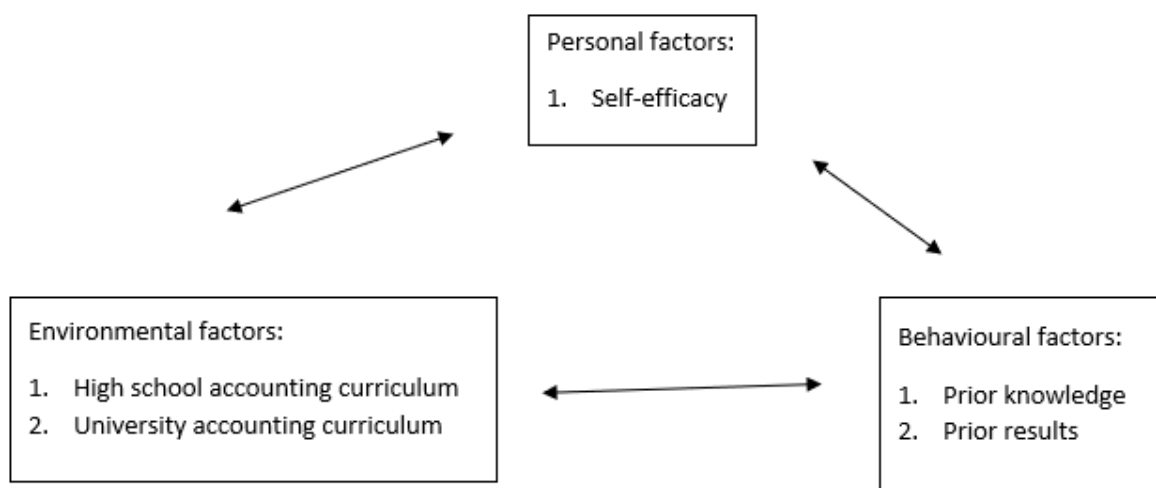 Personal factors:
1. Self-efficacy
Environmental factors:
1. High school accounting curriculum
2. University accounting curriculum
Behavioural factors:
1. Prior knowledge
2. Prior results